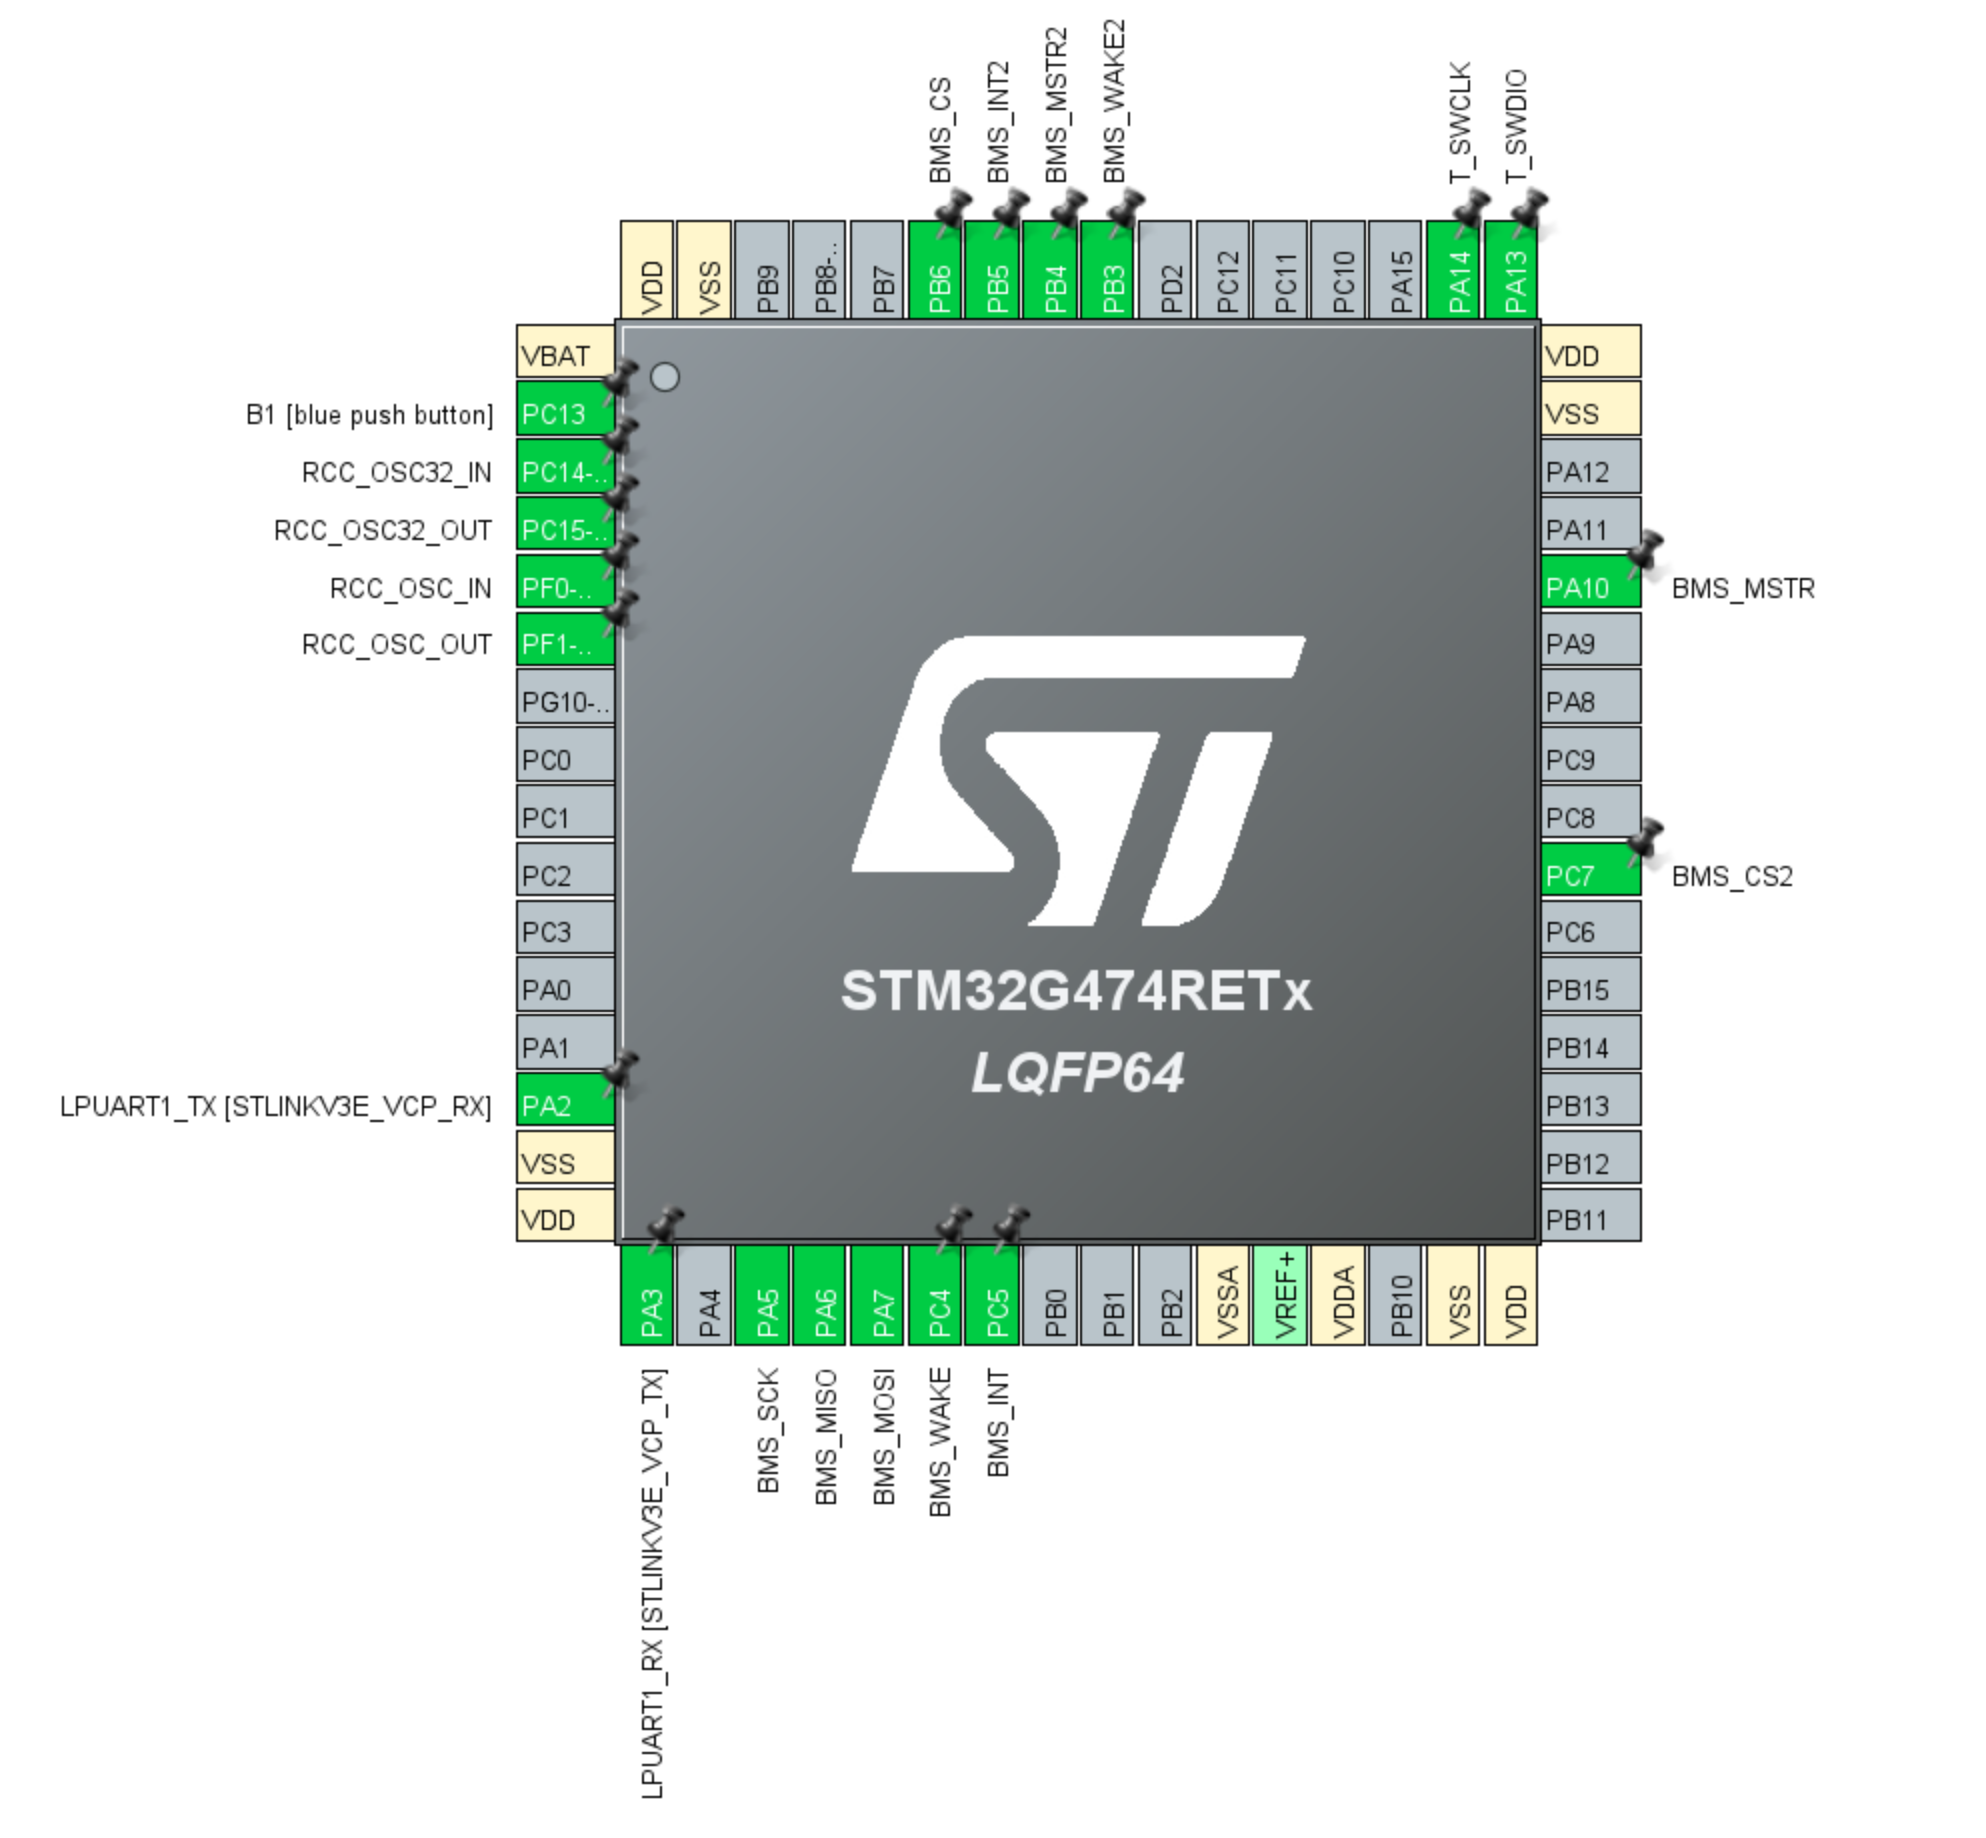 BMS_CS
BMS_INT2
BMS_MSTR2
BMS_WAKE2
T_SWCLK
T_SWDIO
VDD
VSS
PB9
PB8-..
PB7
PB6
PB5
PB4
PB3
PD2
PC12
PC11
PC10
PA15
PA14
PA13
VBAT
B1 [blue push button]
PC13
RCC_OSC32_IN
PC14-..
RCC_OSC32_OUT
PC15-..
RCC_OSC_IN
PF0-..
RCC_OSC_OUT
PF1-..
PG10-..
PC0
PC1
PC2
PC3
PA0
PA1
LPUART1_TX [STLINKV3E_VCP_RX]
PA2
VSS
VDD
ST
STM32G474RETx
LQFP64
VDD
VSS
PA12
PA11
PA10
BMS_MSTR
PA9
PA8
PC9
PC8
PC7
BMS_CS2
PC6
PB15
PB14
PB13
PB12
PB11
PA3
PA4
PA5
PA6
PA7
PC4
PC5
PB0
PB1
PB2
VSSA
VREF+
VDDA
PB10
VSS
VDD
LPUART1_RX [STLINKV3E_VCP_TX]
BMS_SCK
BMS_MISO
BMS_MOSI
BMS_WAKE
BMS_INT